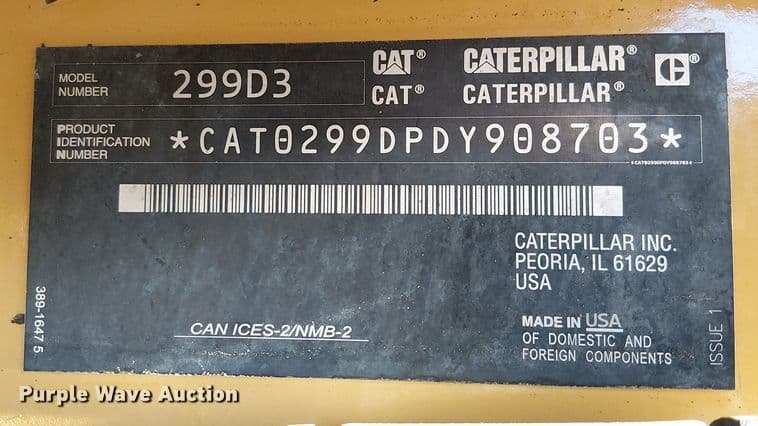 MODEL NUMBER 299D3
CAT® CATERPILLAR®
CAT® CATERPILLAR®
PRODUCT IDENTIFICATION NUMBER *CAT0299DPDY908703*
*CAT0299DPDY908703*
CATERPILLAR INC.
PEORIA, IL 61629
USA
CAN ICES-2/NMB-2
MADE IN USA
OF DOMESTIC AND
FOREIGN COMPONENTS
389-1647 5
ISSUE 1
Purple Wave Auction